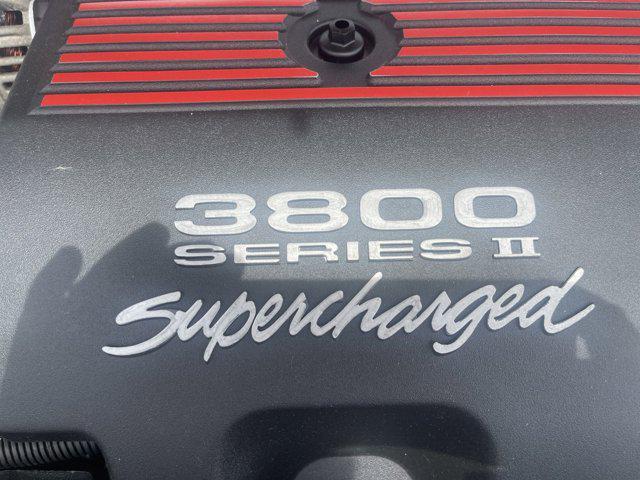 3800
SERIES II
Supercharged